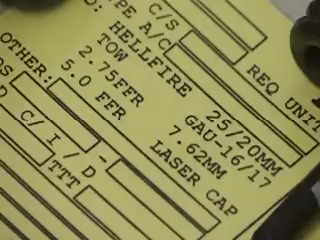 C/S
TYPE A/C REQ UNIT
HELLFIRE 25/20MM
TOW GAU-16/17
2.75FFR 7.62MM
5.0 FFR LASER CAP
OTHER:
C/I/D -
TTT